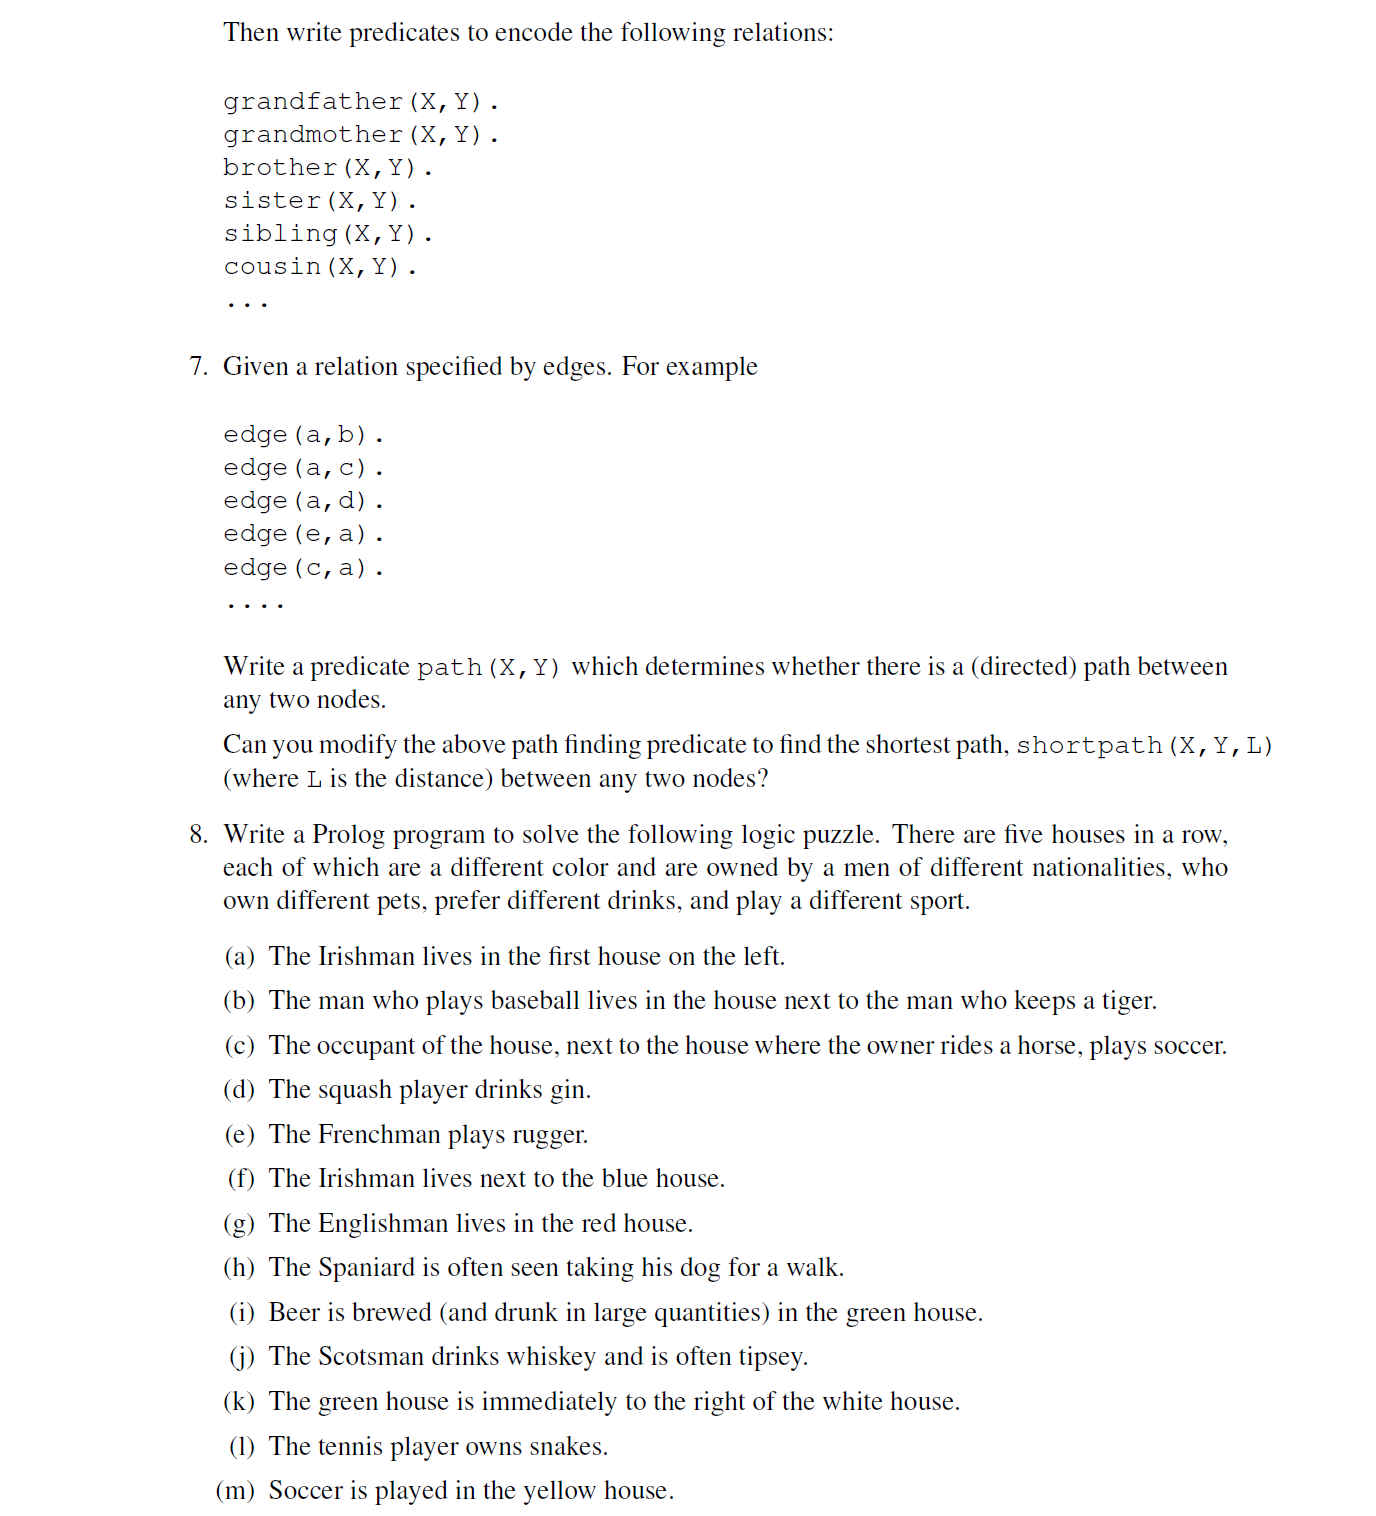 Then write predicates to encode the following relations:
grandfather(X,Y).
grandmother(X,Y).
brother(X,Y).
sister(X,Y).
sibling(X,Y).
cousin(X,Y).
...
7. Given a relation specified by edges. For example
edge(a,b).
edge(a,c).
edge(a,d).
edge(e,a).
edge(c,a).
....
Write a predicate path(X,Y) which determines whether there is a (directed) path between
any two nodes.
Can you modify the above path finding predicate to find the shortest path, shortpath(X,Y,L)
(where L is the distance) between any two nodes?
8. Write a Prolog program to solve the following logic puzzle. There are five houses in a row,
each of which are a different color and are owned by a men of different nationalities, who
own different pets, prefer different drinks, and play a different sport.
(a) The Irishman lives in the first house on the left.
(b) The man who plays baseball lives in the house next to the man who keeps a tiger.
(c) The occupant of the house, next to the house where the owner rides a horse, plays soccer.
(d) The squash player drinks gin.
(e) The Frenchman plays rugger.
(f) The Irishman lives next to the blue house.
(g) The Englishman lives in the red house.
(h) The Spaniard is often seen taking his dog for a walk.
(i) Beer is brewed (and drunk in large quantities) in the green house.
(j) The Scotsman drinks whiskey and is often tipsey.
(k) The green house is immediately to the right of the white house.
(l) The tennis player owns snakes.
(m) Soccer is played in the yellow house.